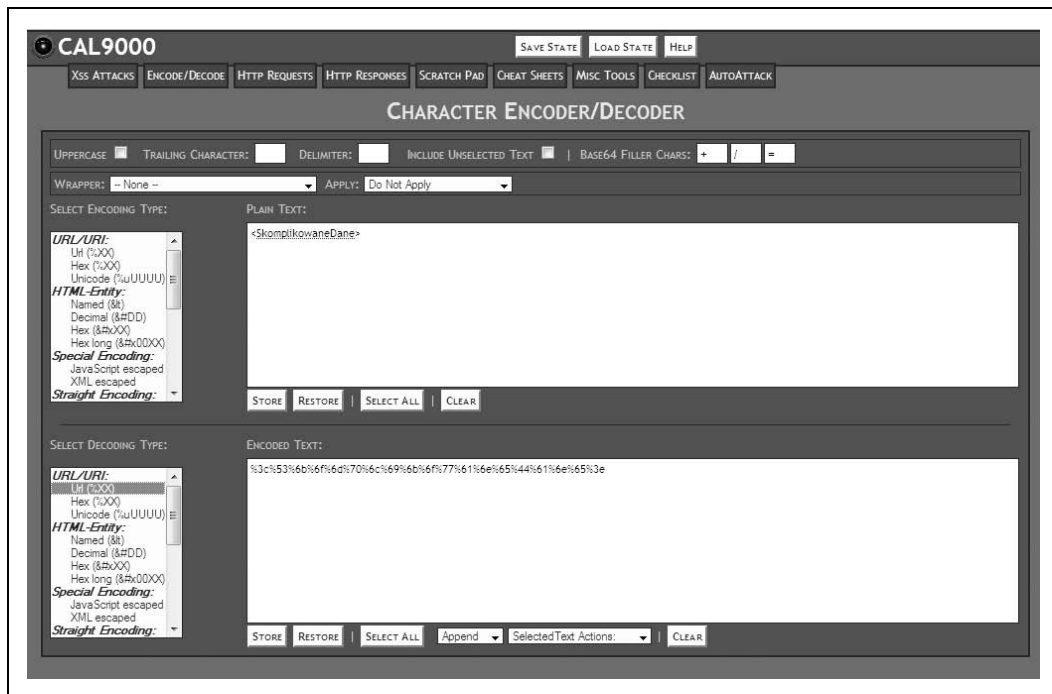 CAL9000
SAVE STATE LOAD STATE HELP
XSS ATTACKS ENCODE/DECODE HTTP REQUESTS HTTP RESPONSES SCRATCH PAD CHEAT SHEETS MISC TOOLS CHECKLIST AUTOATTACK
CHARACTER ENCODER/DECODER
UPPERCASE TRAILING CHARACTER: DELIMITER: INCLUDE UNSELECTED TEXT | BASE64 FILLER CHARS: + / =
WRAPPER: -- None -- APPLY: Do Not Apply
SELECT ENCODING TYPE: PLAIN TEXT:
<SkomplikowaneDane>
URL/URI:
Url (%XX)
Hex (%XX)
Unicode (%uUUUU)
HTML-Entity:
Named (&lt)
Decimal (&#DD)
Hex (&#xXX)
Hex long (&#x00XX)
Special Encoding:
JavaScript escaped
XML escaped
Straight Encoding:
STORE RESTORE | SELECT ALL | CLEAR
SELECT DECODING TYPE: ENCODED TEXT:
%3c%53%6b%6f%6d%70%6c%69%6b%6f%77%61%6e%65%44%61%6e%65%3e
URL/URI:
Url (%XX)
Hex (%XX)
Unicode (%uUUUU)
HTML-Entity:
Named (&lt)
Decimal (&#DD)
Hex (&#xXX)
Hex long (&#x00XX)
Special Encoding:
JavaScript escaped
XML escaped
Straight Encoding:
STORE RESTORE | SELECT ALL Append SelectedText Actions: | CLEAR